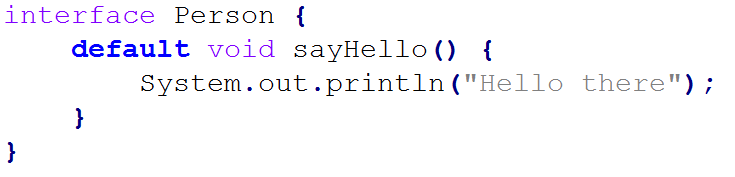 interface Person {
    default void sayHello() {
        System.out.println("Hello there");
    }
}